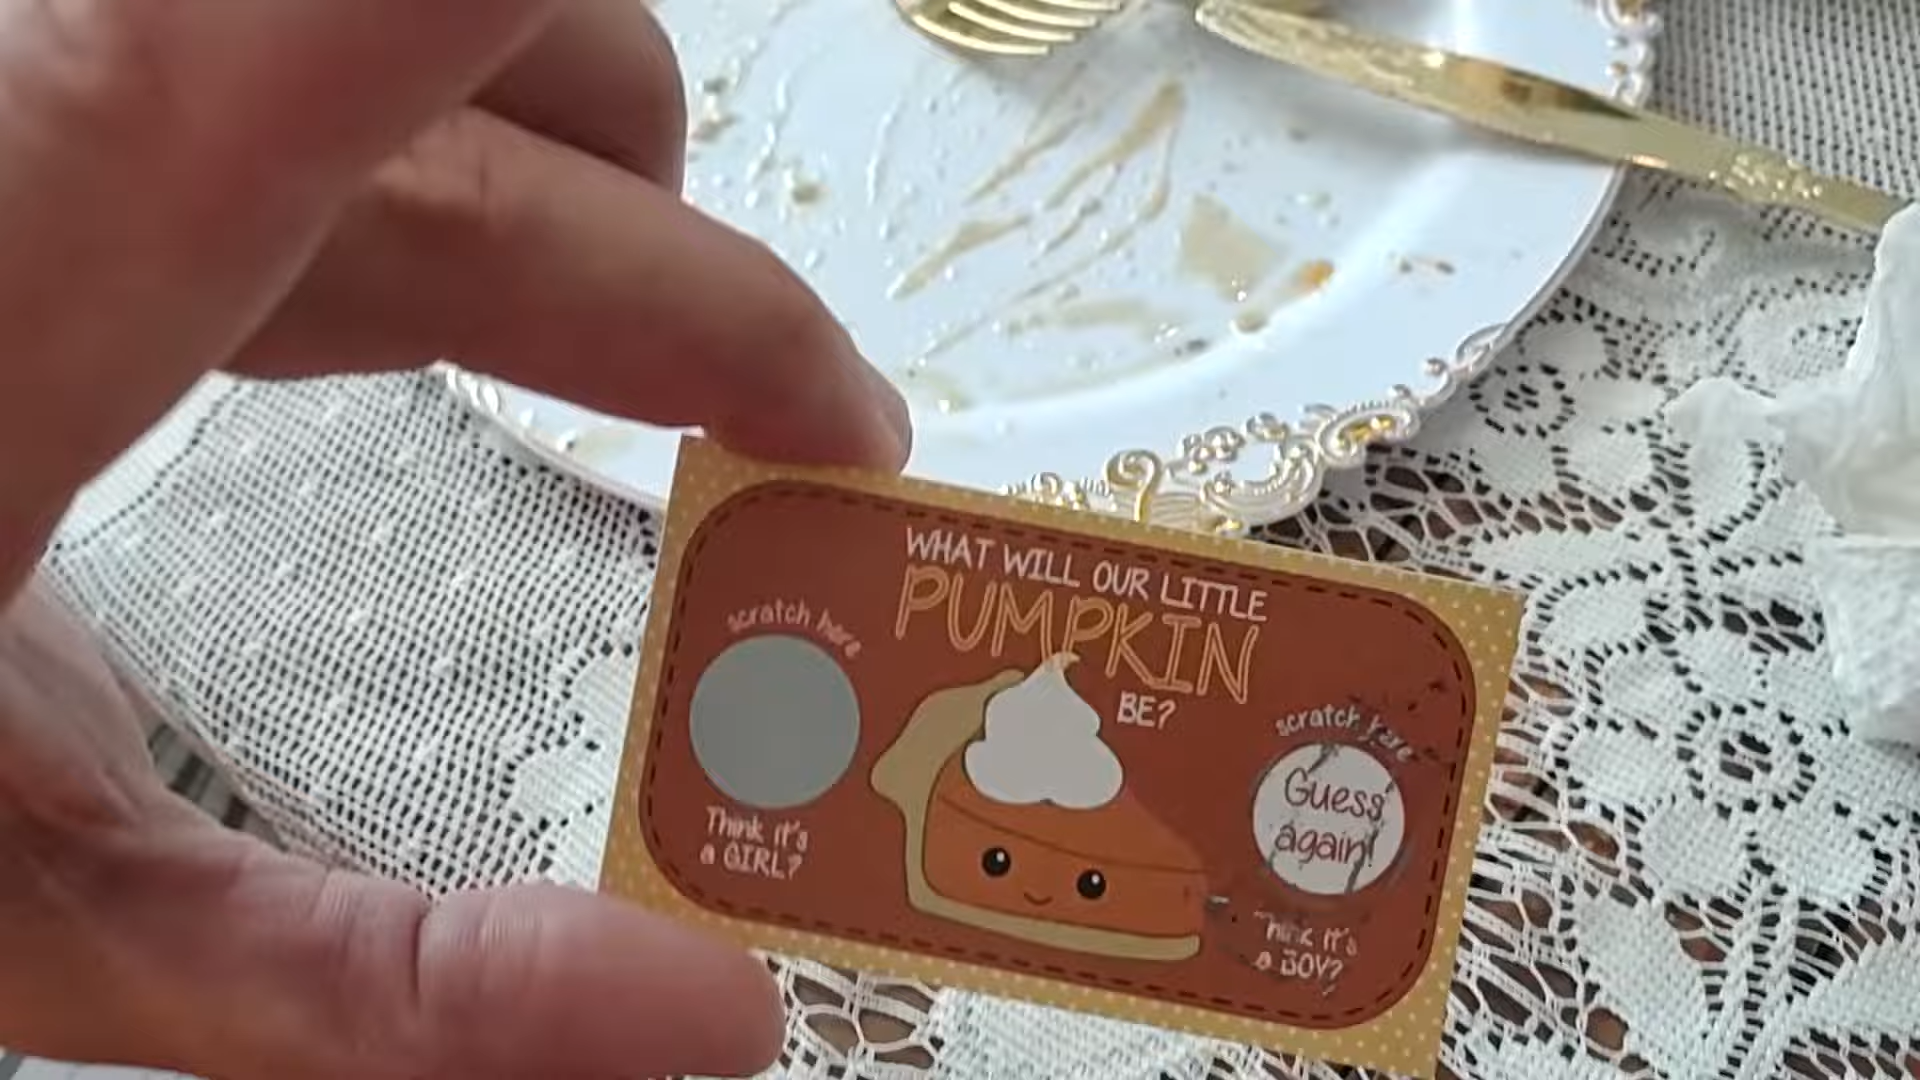 WHAT WILL OUR LITTLE
PUMPKIN
BE?
scratch here
Think it's
a GIRL?
scratch here
Guess
again!
Think it's
a BOY?